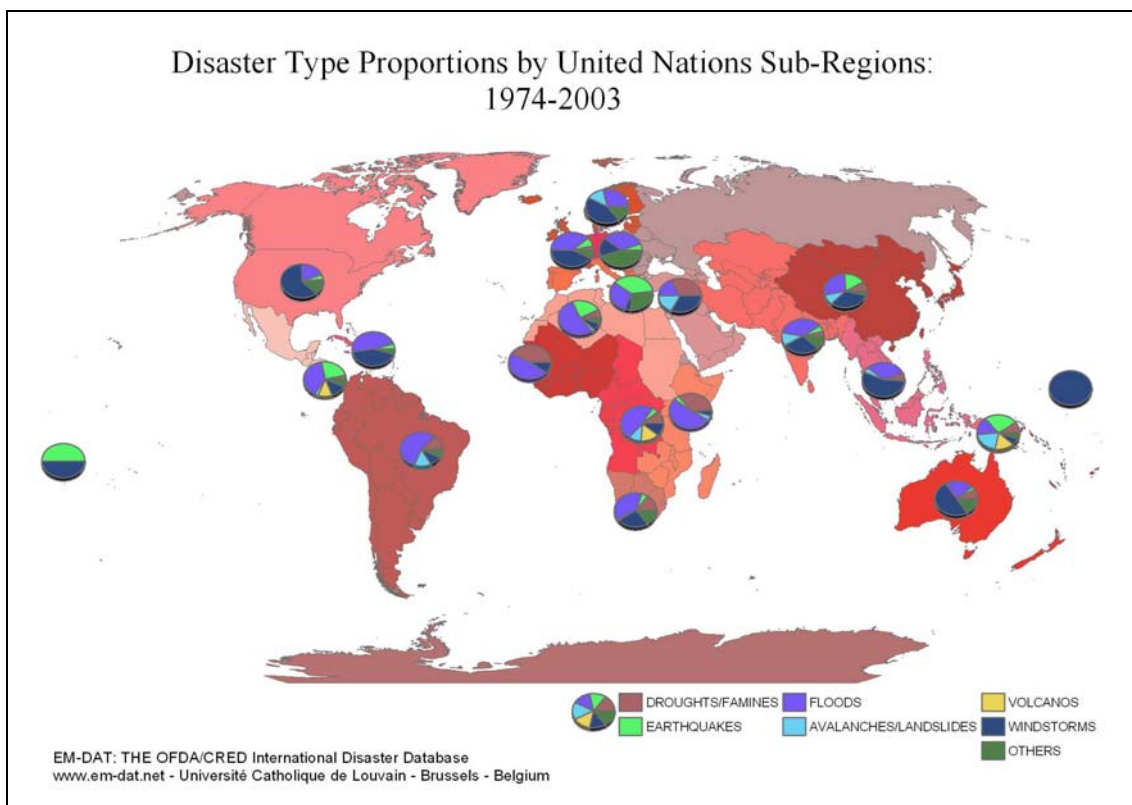 Disaster Type Proportions by United Nations Sub-Regions:
1974-2003
DROUGHTS/FAMINES
FLOODS
VOLCANOS
EARTHQUAKES
AVALANCHES/LANDSLIDES
WINDSTORMS
OTHERS
EM-DAT: THE OFDA/CRED International Disaster Database
www.em-dat.net - Université Catholique de Louvain - Brussels - Belgium